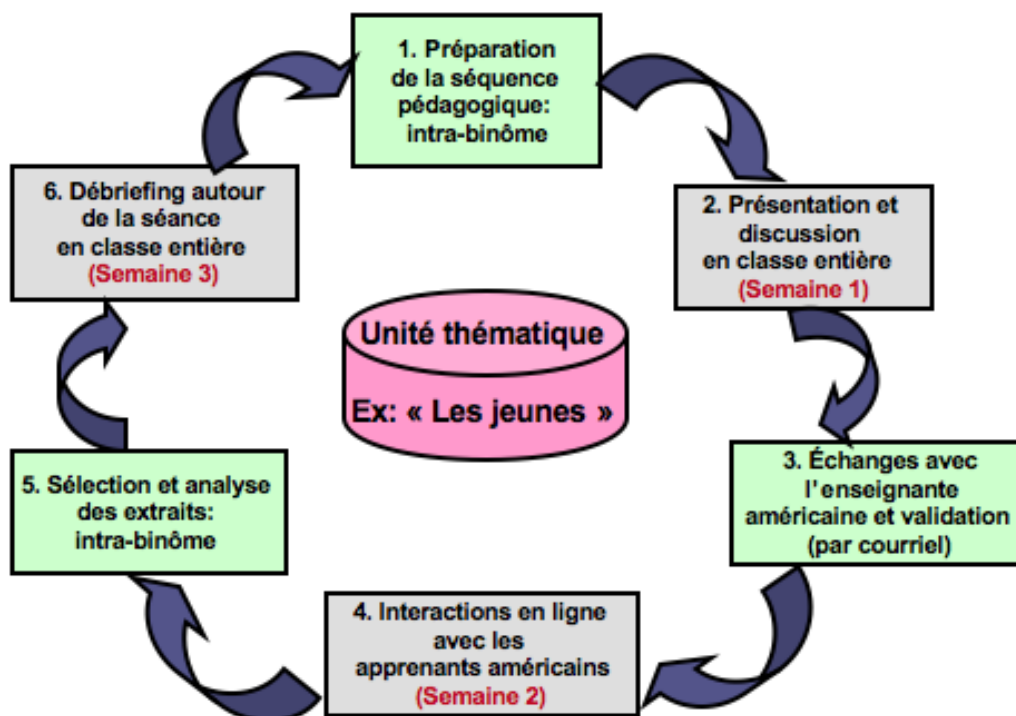 1. Préparation
de la séquence
pédagogique:
intra-binôme
2. Présentation et
discussion
en classe entière
(Semaine 1)
3. Échanges avec
l'enseignante
américaine et validation
(par courriel)
4. Interactions en ligne
avec les
apprenants américains
(Semaine 2)
5. Sélection et analyse
des extraits:
intra-binôme
6. Débriefing autour
de la séance
en classe entière
(Semaine 3)
Unité thématique
Ex: « Les jeunes »